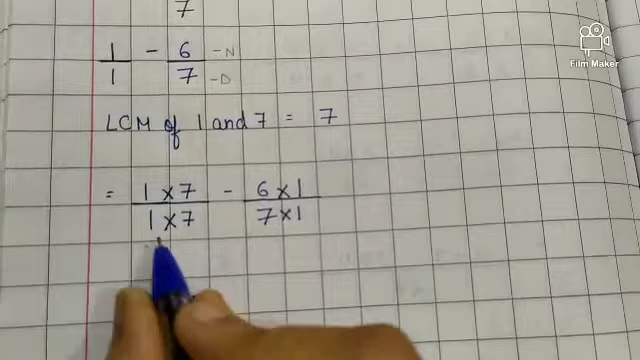 7
1/1 - 6/7 -N -D
LCM of 1 and 7 = 7
= 1×7/1×7 - 6×1/7×1
Film Maker